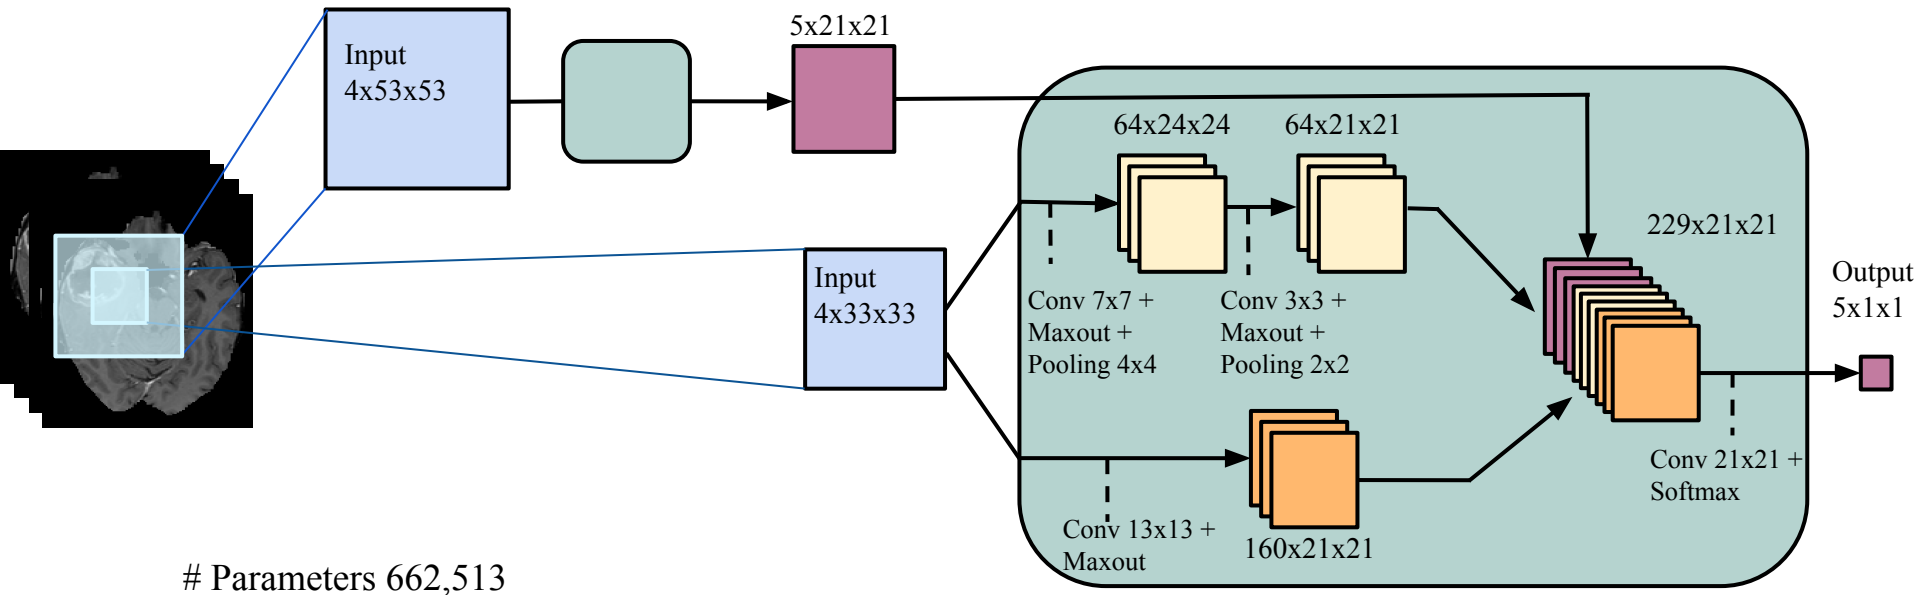 Input
4x53x53
5x21x21
64x24x24
64x21x21
229x21x21
Input
4x33x33
Conv 7x7 +
Maxout +
Pooling 4x4
Conv 3x3 +
Maxout +
Pooling 2x2
Output
5x1x1
Conv 21x21 +
Softmax
Conv 13x13 +
Maxout
160x21x21
# Parameters 662,513